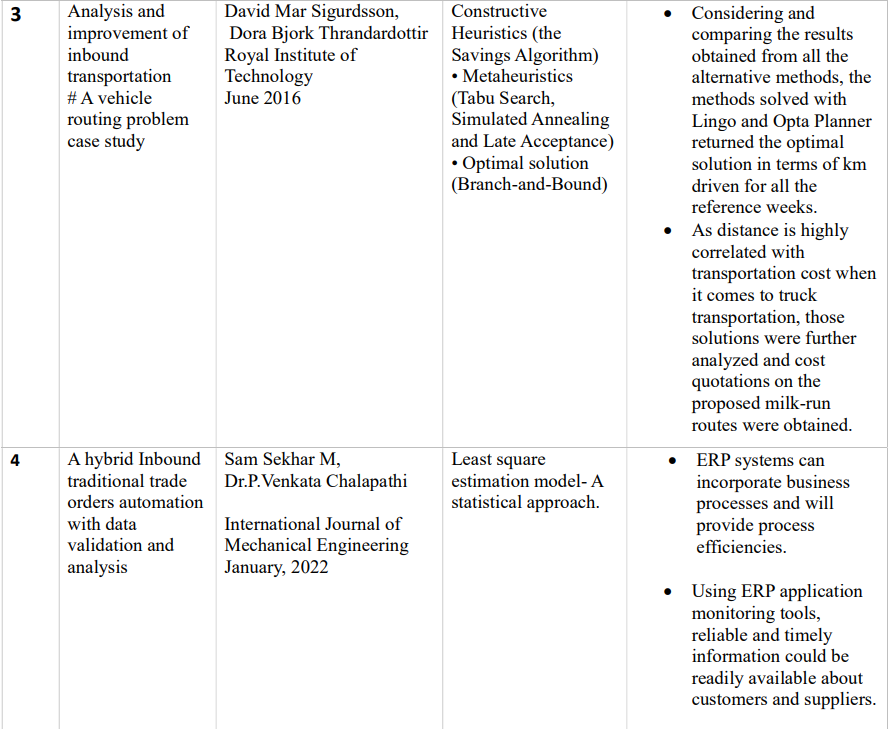 3
Analysis and
improvement of
inbound
transportation
# A vehicle
routing problem
case study
David Mar Sigurdsson,
Dora Bjork Thrandardottir
Royal Institute of
Technology
June 2016
Constructive
Heuristics (the
Savings Algorithm)
• Metaheuristics
(Tabu Search,
Simulated Annealing
and Late Acceptance)
• Optimal solution
(Branch-and-Bound)
• Considering and
comparing the results
obtained from all the
alternative methods, the
methods solved with
Lingo and Opta Planner
returned the optimal
solution in terms of km
driven for all the
reference weeks.
• As distance is highly
correlated with
transportation cost when
it comes to truck
transportation, those
solutions were further
analyzed and cost
quotations on the
proposed milk-run
routes were obtained.
4
A hybrid Inbound
traditional trade
orders automation
with data
validation and
analysis
Sam Sekhar M,
Dr.P.Venkata Chalapathi
International Journal of
Mechanical Engineering
January, 2022
Least square
estimation model- A
statistical approach.
• ERP systems can
incorporate business
processes and will
provide process
efficiencies.
• Using ERP application
monitoring tools,
reliable and timely
information could be
readily available about
customers and suppliers.